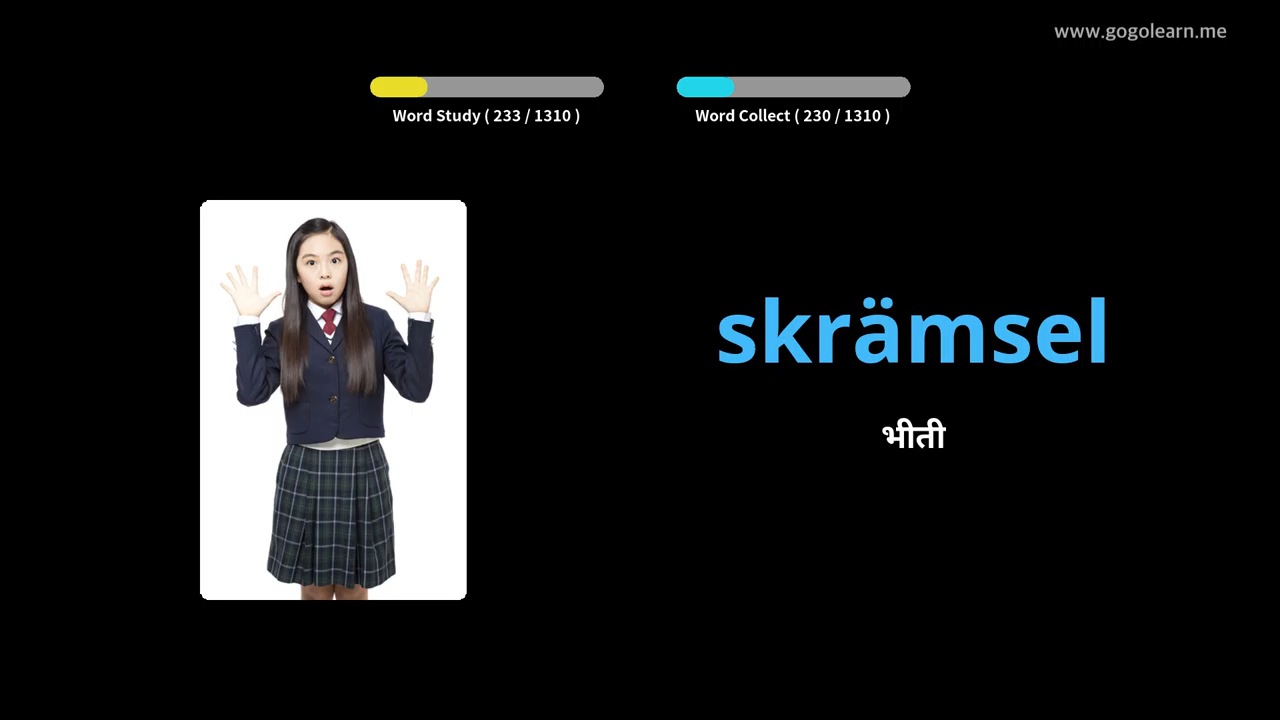 www.gogolearn.me
Word Study ( 233 / 1310 )
Word Collect ( 230 / 1310 )
skrämsel
भीती